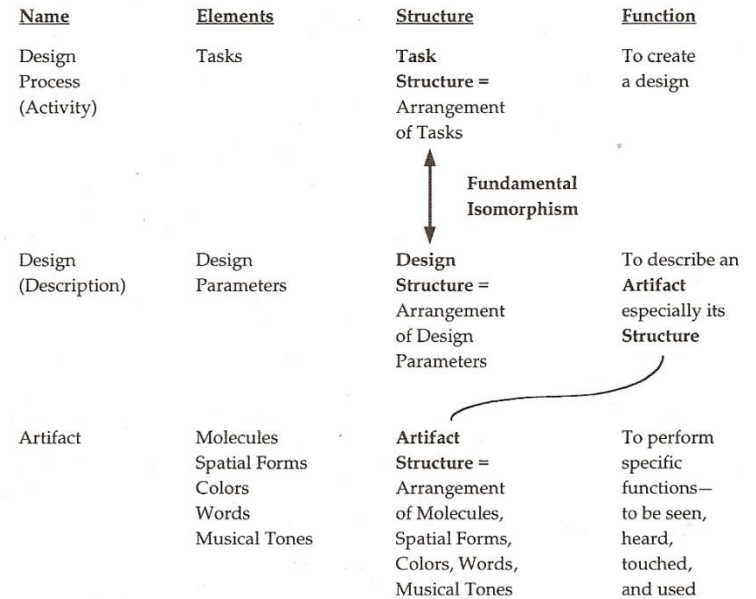 Name Elements Structure Function
Design Tasks Task To create
Process Structure = a design
(Activity) Arrangement
of Tasks
Fundamental
Isomorphism
Design Design Design To describe an
(Description) Parameters Structure = Artifact
Arrangement especially its
of Design Structure
Parameters
Artifact Molecules Artifact To perform
Spatial Forms Structure = specific
Colors Arrangement functions—
Words of Molecules, to be seen,
Musical Tones Spatial Forms, heard,
Colors, Words, touched,
Musical Tones and used